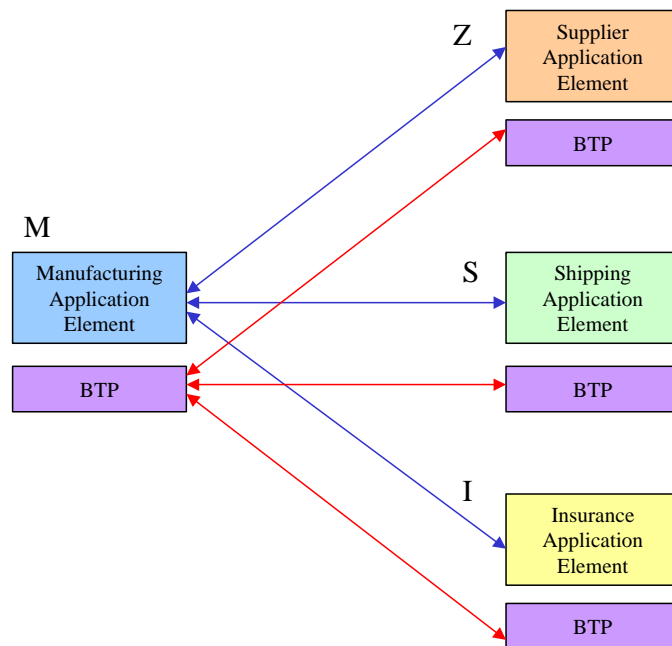 Z
Supplier
Application
Element
BTP
M
Manufacturing
Application
Element
BTP
S
Shipping
Application
Element
BTP
I
Insurance
Application
Element
BTP